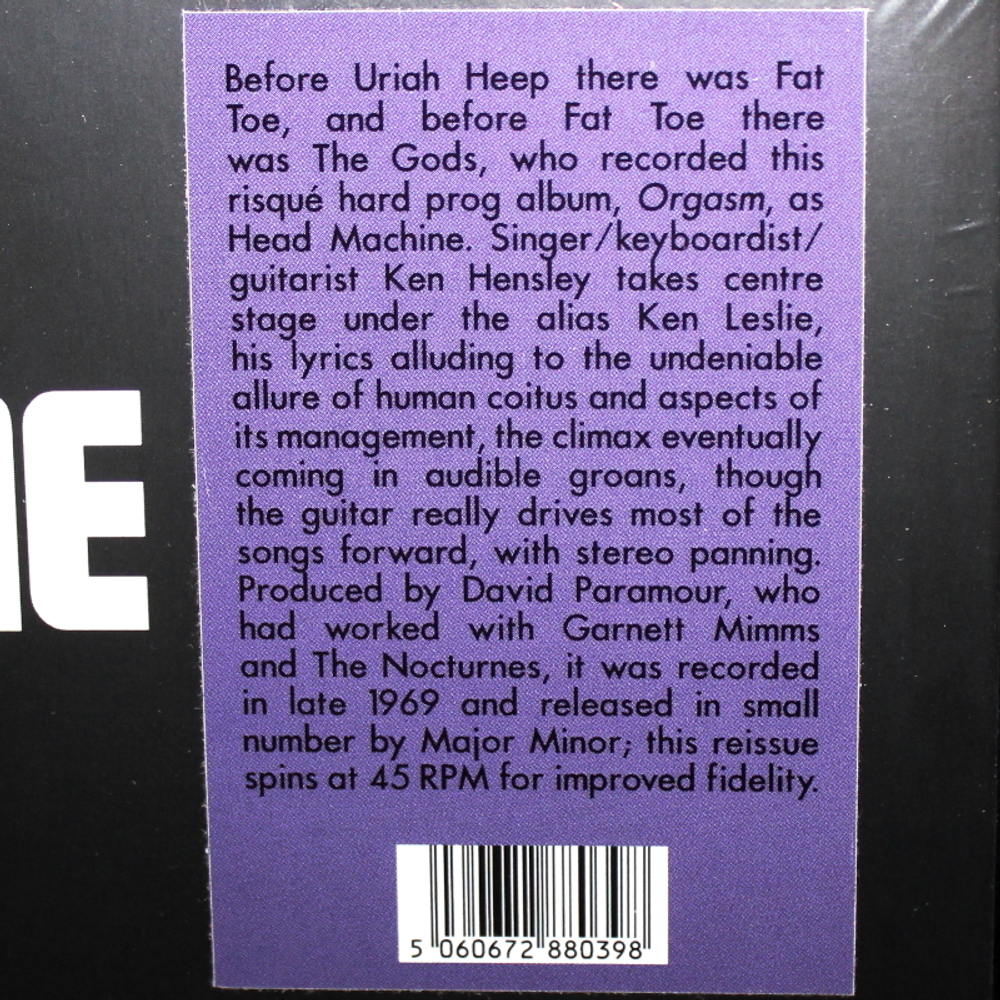 Before Uriah Heep there was Fat
Toe, and before Fat Toe there
was The Gods, who recorded this
risqué hard prog album, Orgasm, as
Head Machine. Singer/keyboardist/
guitarist Ken Hensley takes centre
stage under the alias Ken Leslie,
his lyrics alluding to the undeniable
allure of human coitus and aspects of
its management, the climax eventually
coming in audible groans, though
the guitar really drives most of the
songs forward, with stereo panning.
Produced by David Paramour, who
had worked with Garnett Mimms
and The Nocturnes, it was recorded
in late 1969 and released in small
number by Major Minor; this reissue
spins at 45 RPM for improved fidelity.
NE
5 060672 880398